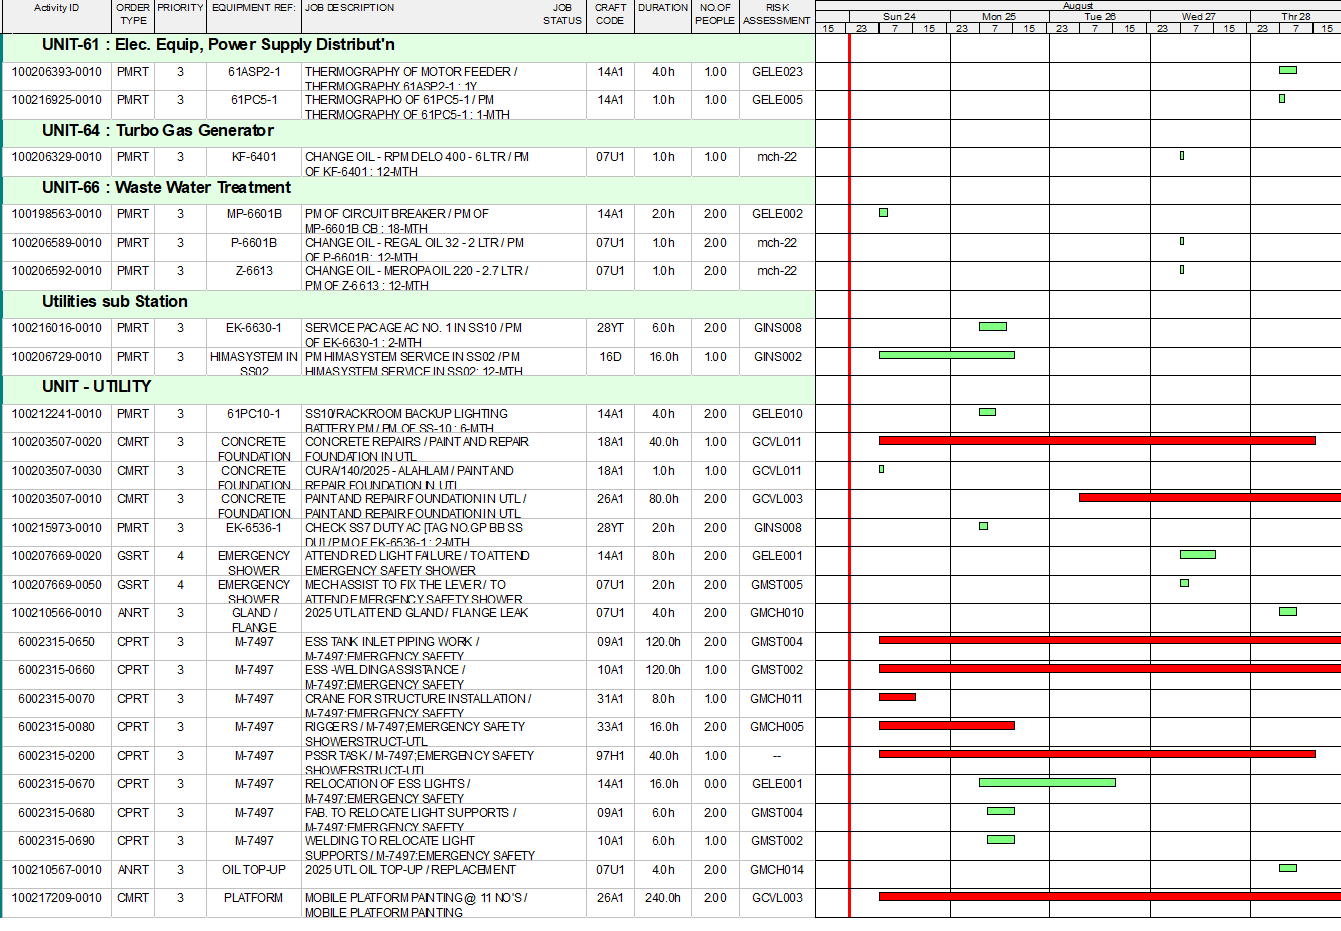 August
Activity ID ORDER TYPE PRIORITY EQUIPMENT REF: JOB DESCRIPTION JOB STATUS CRAFT CODE DURATION NO.OF PEOPLE RISK ASSESSMENT Sun 24 Mon 25 Tue 26 Wed 27 Thr 28
15 23 7 15 23 7 15 23 7 15 23 7 15 23 7 15
UNIT-61 : Elec. Equip, Power Supply Distribut'n
100206393-0010 PMRT 3 61ASP2-1 THERMOGRAPHY OF MOTOR FEEDER / 14A1 4.0h 1.00 GELE023
THERMOGRAPHY 61ASP2-1 : 1Y
100216925-0010 PMRT 3 61PC5-1 THERMOGRAPHO OF 61PC5-1 / PM 14A1 1.0h 1.00 GELE005
THERMOGRAPHY OF 61PC5-1 : 1-MTH
UNIT-64 : Turbo Gas Generator
100206329-0010 PMRT 3 KF-6401 CHANGE OIL - RPM DELO 400 - 6 LTR / PM 07U1 1.0h 1.00 mch-22
OF KF-6401 : 12-MTH
UNIT-66 : Waste Water Treatment
100198563-0010 PMRT 3 MP-6601B PM OF CIRCUIT BREAKER / PM OF 14A1 2.0h 2.00 GELE002
MP-6601B CB : 18-MTH
100206589-0010 PMRT 3 P-6601B CHANGE OIL - REGAL OIL 32 - 2 LTR / PM 07U1 1.0h 2.00 mch-22
OF P-6601B : 12-MTH
100206592-0010 PMRT 3 Z-6613 CHANGE OIL - MEROPA OIL 220 - 2.7 LTR / 07U1 1.0h 2.00 mch-22
PM OF Z-6613 : 12-MTH
Utilities sub Station
100216016-0010 PMRT 3 EK-6630-1 SERVICE PACAGE AC NO. 1 IN SS10 / PM 28YT 6.0h 2.00 GINS008
OF EK-6630-1 : 2-MTH
100206729-0010 PMRT 3 HIMA SYSTEM IN PM HIMA SYSTEM SERVICE IN SS02 / PM 16D 16.0h 1.00 GINS002
SS02 HIMA SYSTEM SERVICE IN SS02: 12-MTH
UNIT - UTILITY
100212241-0010 PMRT 3 61PC10-1 SS10/RACKROOM BACKUP LIGHTING 14A1 4.0h 2.00 GELE010
BATTERY PM / PM OF SS-10 : 6-MTH
100203507-0020 CMRT 3 CONCRETE CONCRETE REPAIRS / PAINT AND REPAIR 18A1 40.0h 1.00 GCVL011
FOUNDATION FOUNDATION IN UTL
100203507-0030 CMRT 3 CONCRETE CURA/140/2025 - ALAHLAM / PAINT AND 18A1 1.0h 1.00 GCVL011
FOUNDATION REPAIR FOUNDATION IN UTL
100203507-0010 CMRT 3 CONCRETE PAINT AND REPAIR FOUNDATION IN UTL / 26A1 80.0h 2.00 GCVL003
FOUNDATION PAINT AND REPAIR FOUNDATION IN UTL
100215973-0010 PMRT 3 EK-6536-1 CHECK SS7 DUTY AC [TAG NO.GP BB SS 28YT 2.0h 2.00 GINS008
DU] / PM OF EK-6536-1 : 2-MTH
100207669-0020 GSRT 4 EMERGENCY ATTEND RED LIGHT FAILURE / TO ATTEND 14A1 8.0h 2.00 GELE001
SHOWER EMERGENCY SAFETY SHOWER
100207669-0050 GSRT 4 EMERGENCY MECH ASSIST TO FIX THE LEVER / TO 07U1 2.0h 2.00 GMST005
SHOWER ATTEND EMERGENCY SAFETY SHOWER
100210566-0010 ANRT 3 GLAND / 2025 UTL ATTEND GLAND / FLANGE LEAK 07U1 4.0h 2.00 GMCH010
FLANGE
6002315-0650 CPRT 3 M-7497 ESS TANK INLET PIPING WORK / 09A1 120.0h 2.00 GMST004
M-7497;EMERGENCY SAFETY
6002315-0660 CPRT 3 M-7497 ESS -WELDING ASSISTANCE / 10A1 120.0h 1.00 GMST002
M-7497;EMERGENCY SAFETY
6002315-0070 CPRT 3 M-7497 CRANE FOR STRUCTURE INSTALLATION / 31A1 8.0h 1.00 GMCH011
M-7497;EMERGENCY SAFETY
6002315-0080 CPRT 3 M-7497 RIGGERS / M-7497;EMERGENCY SAFETY 33A1 16.0h 2.00 GMCH005
SHOWERSTRUCT-UTL
6002315-0200 CPRT 3 M-7497 PSSR TASK / M-7497;EMERGENCY SAFETY 97H1 40.0h 1.00 --
SHOWERSTRUCT-UTL
6002315-0670 CPRT 3 M-7497 RELOCATION OF ESS LIGHTS / 14A1 16.0h 0.00 GELE001
M-7497;EMERGENCY SAFETY
6002315-0680 CPRT 3 M-7497 FAB. TO RELOCATE LIGHT SUPPORTS / 09A1 6.0h 2.00 GMST004
M-7497;EMERGENCY SAFETY
6002315-0690 CPRT 3 M-7497 WELDING TO RELOCATE LIGHT 10A1 6.0h 1.00 GMST002
SUPPORTS / M-7497;EMERGENCY SAFETY
100210567-0010 ANRT 3 OIL TOP-UP 2025 UTL OIL TOP-UP / REPLACEMENT 07U1 4.0h 2.00 GMCH014
100217209-0010 CMRT 3 PLATFORM MOBILE PLATFORM PAINTING @ 11 NO'S / 26A1 240.0h 2.00 GCVL003
MOBILE PLATFORM PAINTING